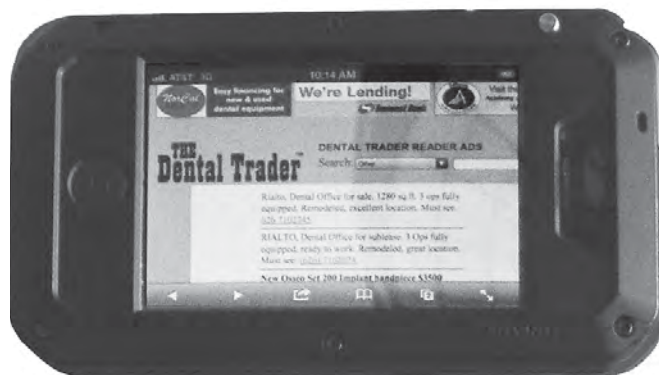 AT&T 3G 10:14 AM
NorCal
Easy financing for
new & used
dental equipment
We're Lending!
Visit the
THE
Dental Trader
DENTAL TRADER READER ADS
Search: Other
Rialto, Dental Office for sale. 1280 sq ft. 3 ops fully
equipped. Remodeled, excellent location. Must see.
RIALTO, Dental Office for sublease. 3 Ops fully
equipped, ready to work. Remodeled, great location.
Must see
New Osseo Set 200 Implant handpiece $3500